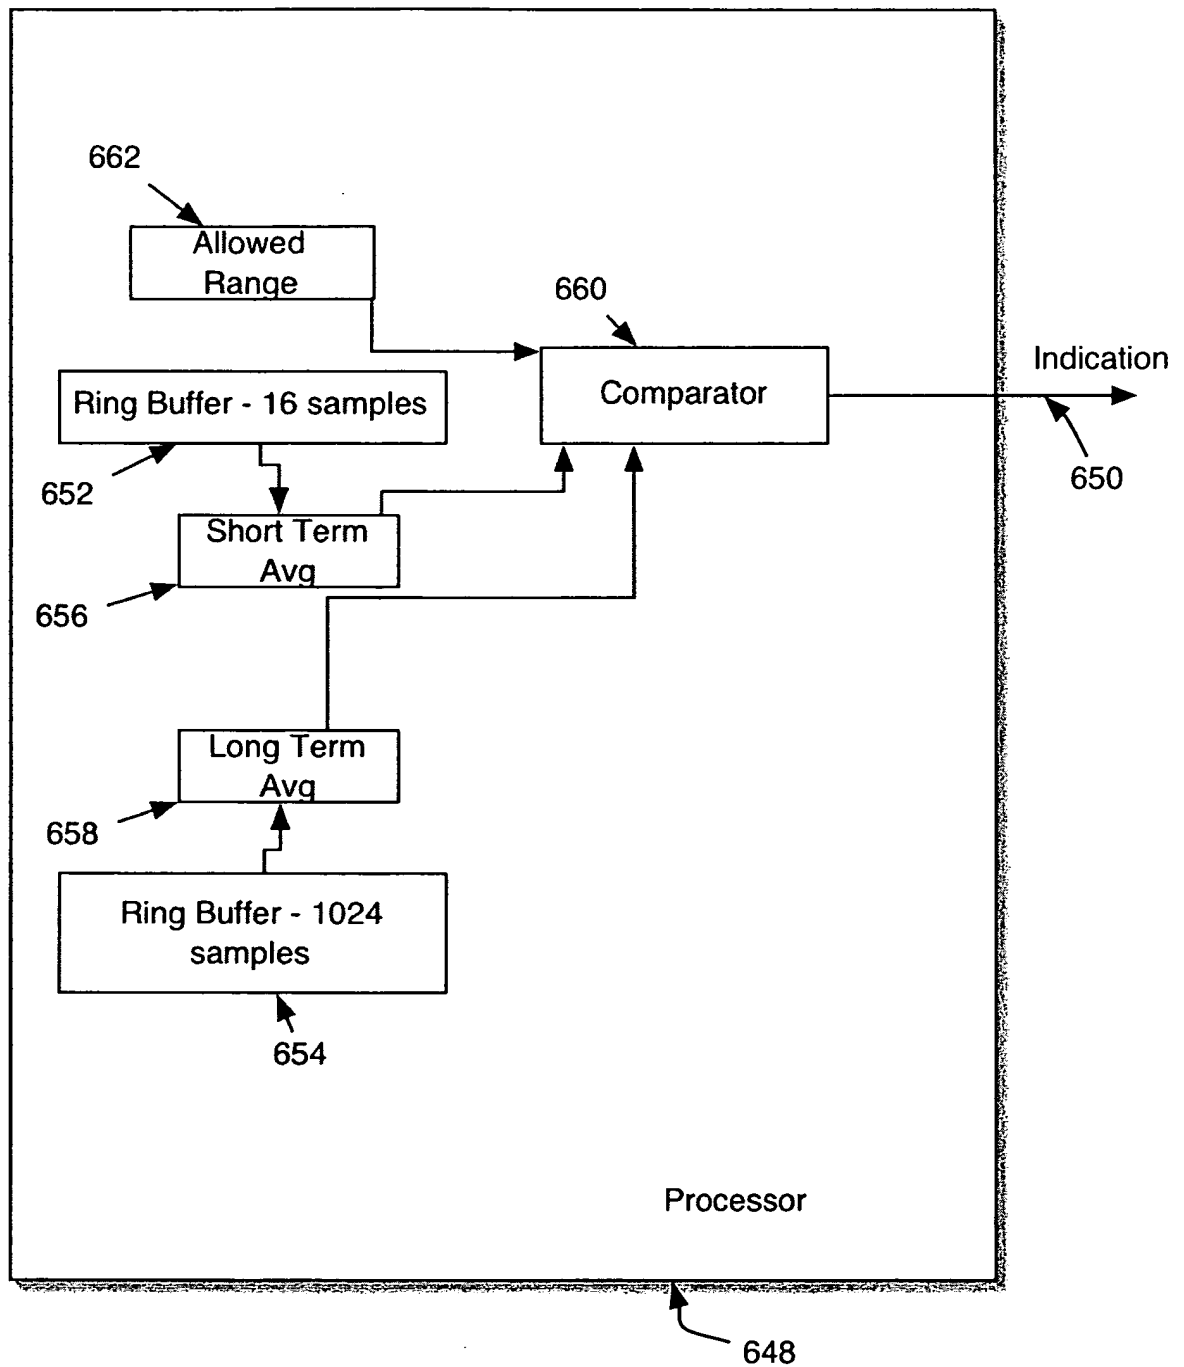 662
Allowed
Range
660
Indication
Comparator
Ring Buffer - 16 samples
650
652
Short Term
Avg
656
Long Term
Avg
658
Ring Buffer - 1024
samples
654
Processor
648